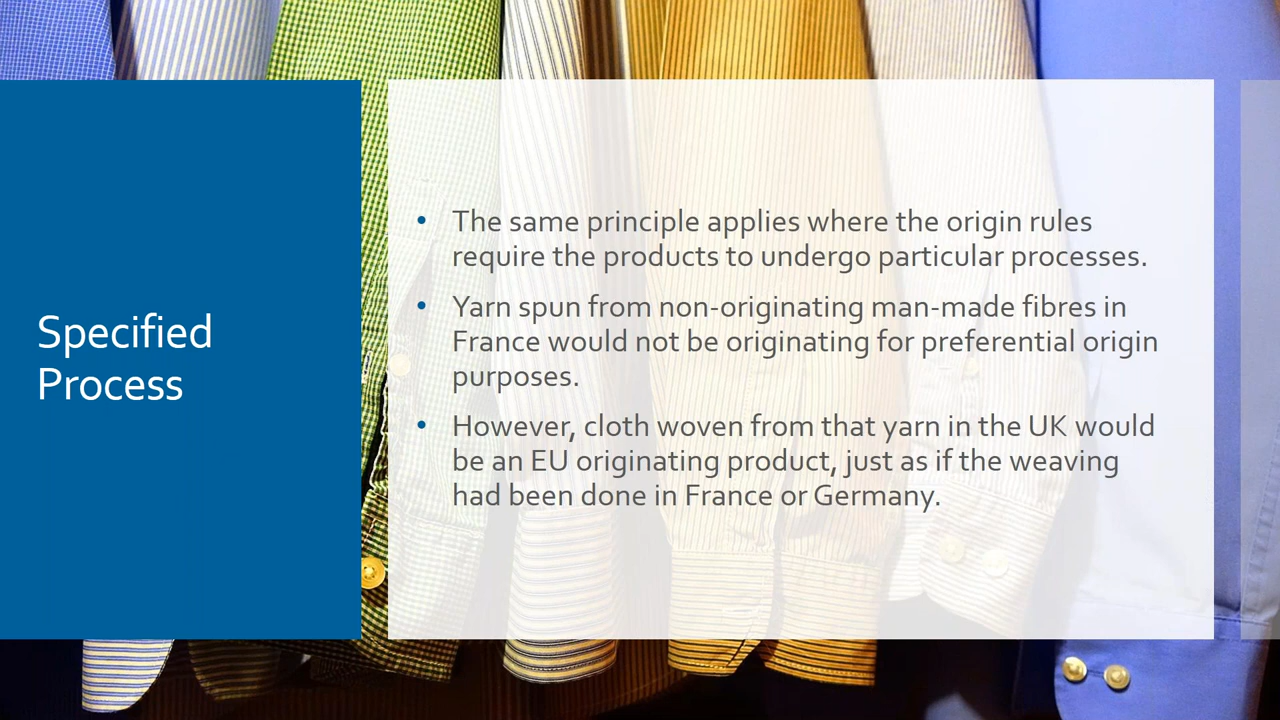 Specified
Process
• The same principle applies where the origin rules
require the products to undergo particular processes.
• Yarn spun from non-originating man-made fibres in
France would not be originating for preferential origin
purposes.
• However, cloth woven from that yarn in the UK would
be an EU originating product, just as if the weaving
had been done in France or Germany.